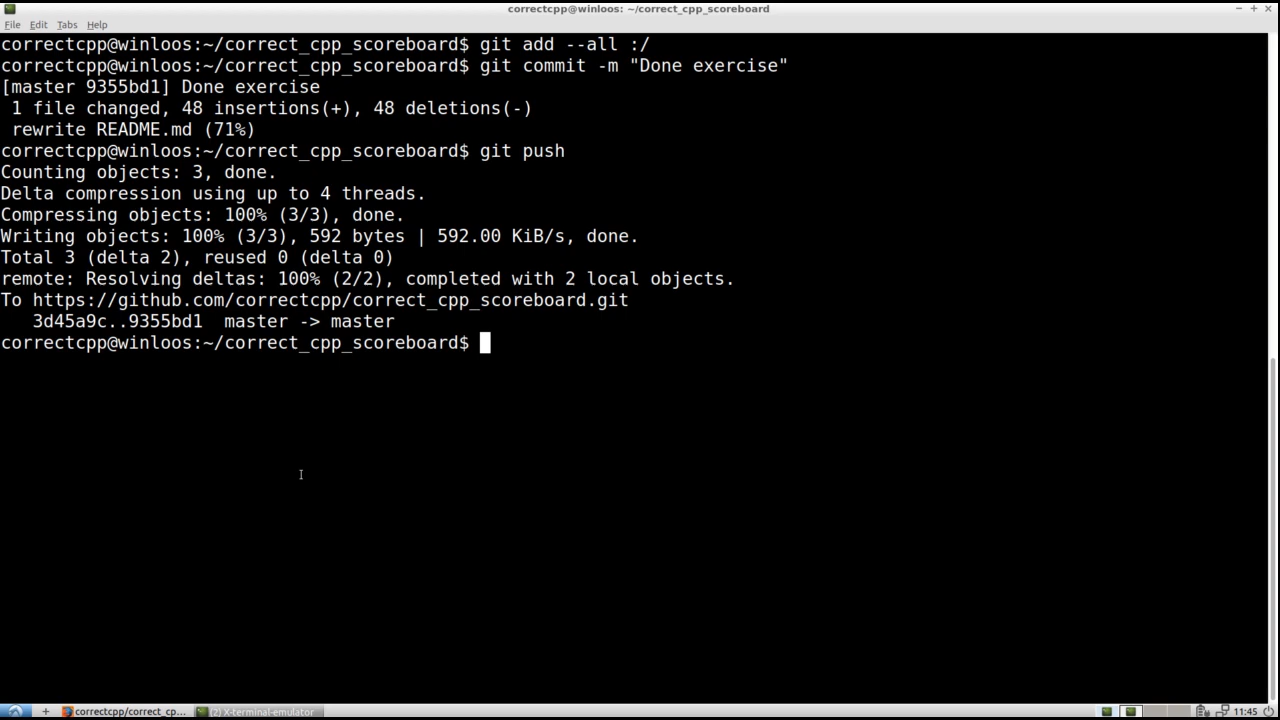 correctcpp@winloos: ~/correct_cpp_scoreboard
File Edit Tabs Help
correctcpp@winloos:~/correct_cpp_scoreboard$ git add --all :/
correctcpp@winloos:~/correct_cpp_scoreboard$ git commit -m "Done exercise"
[master 9355bd1] Done exercise
 1 file changed, 48 insertions(+), 48 deletions(-)
 rewrite README.md (71%)
correctcpp@winloos:~/correct_cpp_scoreboard$ git push
Counting objects: 3, done.
Delta compression using up to 4 threads.
Compressing objects: 100% (3/3), done.
Writing objects: 100% (3/3), 592 bytes | 592.00 KiB/s, done.
Total 3 (delta 2), reused 0 (delta 0)
remote: Resolving deltas: 100% (2/2), completed with 2 local objects.
To https://github.com/correctcpp/correct_cpp_scoreboard.git
   3d45a9c..9355bd1  master -> master
correctcpp@winloos:~/correct_cpp_scoreboard$
correctcpp/correct_cp... (2) x-terminal-emulator 11:45